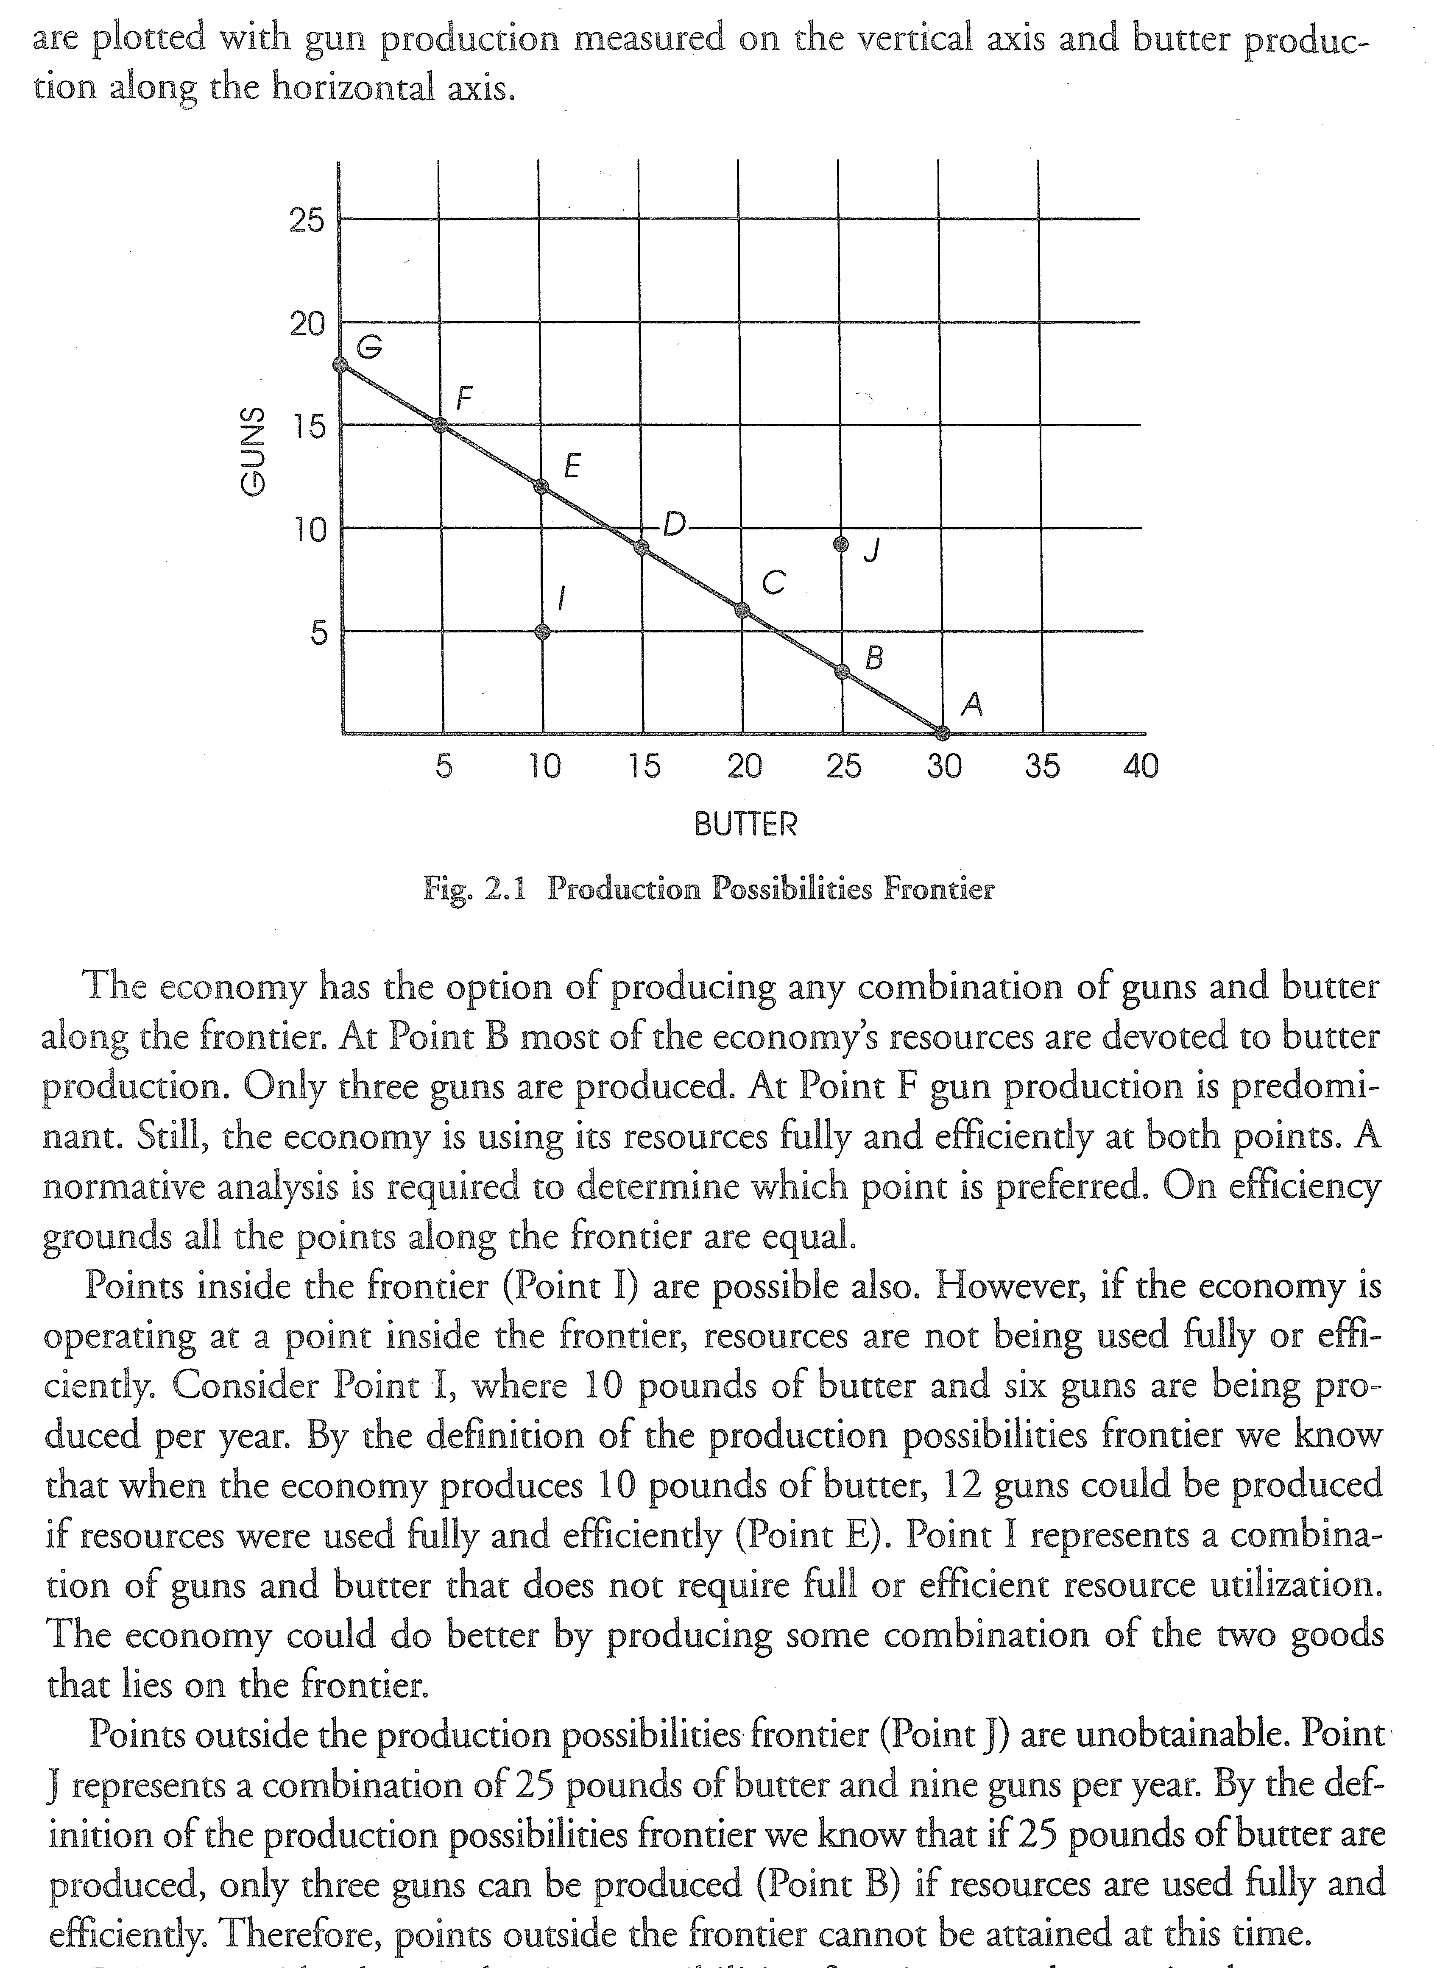 are plotted with gun production measured on the vertical axis and butter produc-
tion along the horizontal axis.
25
20
G
F
15
GUNS
E
10
D
J
C
I
5
B
A
5 10 15 20 25 30 35 40
BUTTER
Fig. 2.1 Production Possibilities Frontier
The economy has the option of producing any combination of guns and butter
along the frontier. At Point B most of the economy's resources are devoted to butter
production. Only three guns are produced. At Point F gun production is predomi-
nant. Still, the economy is using its resources fully and efficiently at both points. A
normative analysis is required to determine which point is preferred. On efficiency
grounds all the points along the frontier are equal.
Points inside the frontier (Point I) are possible also. However, if the economy is
operating at a point inside the frontier, resources are not being used fully or effi-
ciently. Consider Point I, where 10 pounds of butter and six guns are being pro-
duced per year. By the definition of the production possibilities frontier we know
that when the economy produces 10 pounds of butter, 12 guns could be produced
if resources were used fully and efficiently (Point E). Point I represents a combina-
tion of guns and butter that does not require full or efficient resource utilization.
The economy could do better by producing some combination of the two goods
that lies on the frontier.
Points outside the production possibilities frontier (Point J) are unobtainable. Point
J represents a combination of 25 pounds of butter and nine guns per year. By the def-
inition of the production possibilities frontier we know that if 25 pounds of butter are
produced, only three guns can be produced (Point B) if resources are used fully and
efficiently. Therefore, points outside the frontier cannot be attained at this time.